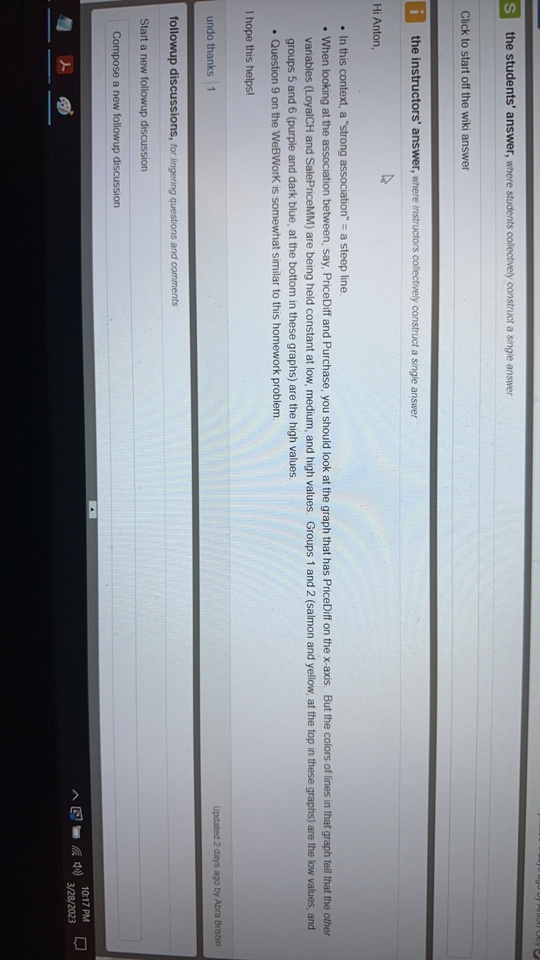 days ago by Anton
S the students' answer, where students collectively construct a single answer
Click to start off the wiki answer
i the instructors' answer, where instructors collectively construct a single answer
Hi Anton,
• In this context, a "strong association" = a steep line.
• When looking at the association between, say, PriceDiff and Purchase, you should look at the graph that has PriceDiff on the x-axis. But the colors of lines in that graph tell that the other
variables (LoyalCH and SalePriceMM) are being held constant at low, medium, and high values. Groups 1 and 2 (salmon and yellow, at the top in these graphs) are the low values, and
groups 5 and 6 (purple and dark blue, at the bottom in these graphs) are the high values.
• Question 9 on the WeBWorK is somewhat similar to this homework problem.
I hope this helps!
undo thanks 1
Updated 2 days ago by Abra Brisbin
followup discussions, for lingering questions and comments
Start a new followup discussion
Compose a new followup discussion
10:17 PM
3/28/2023